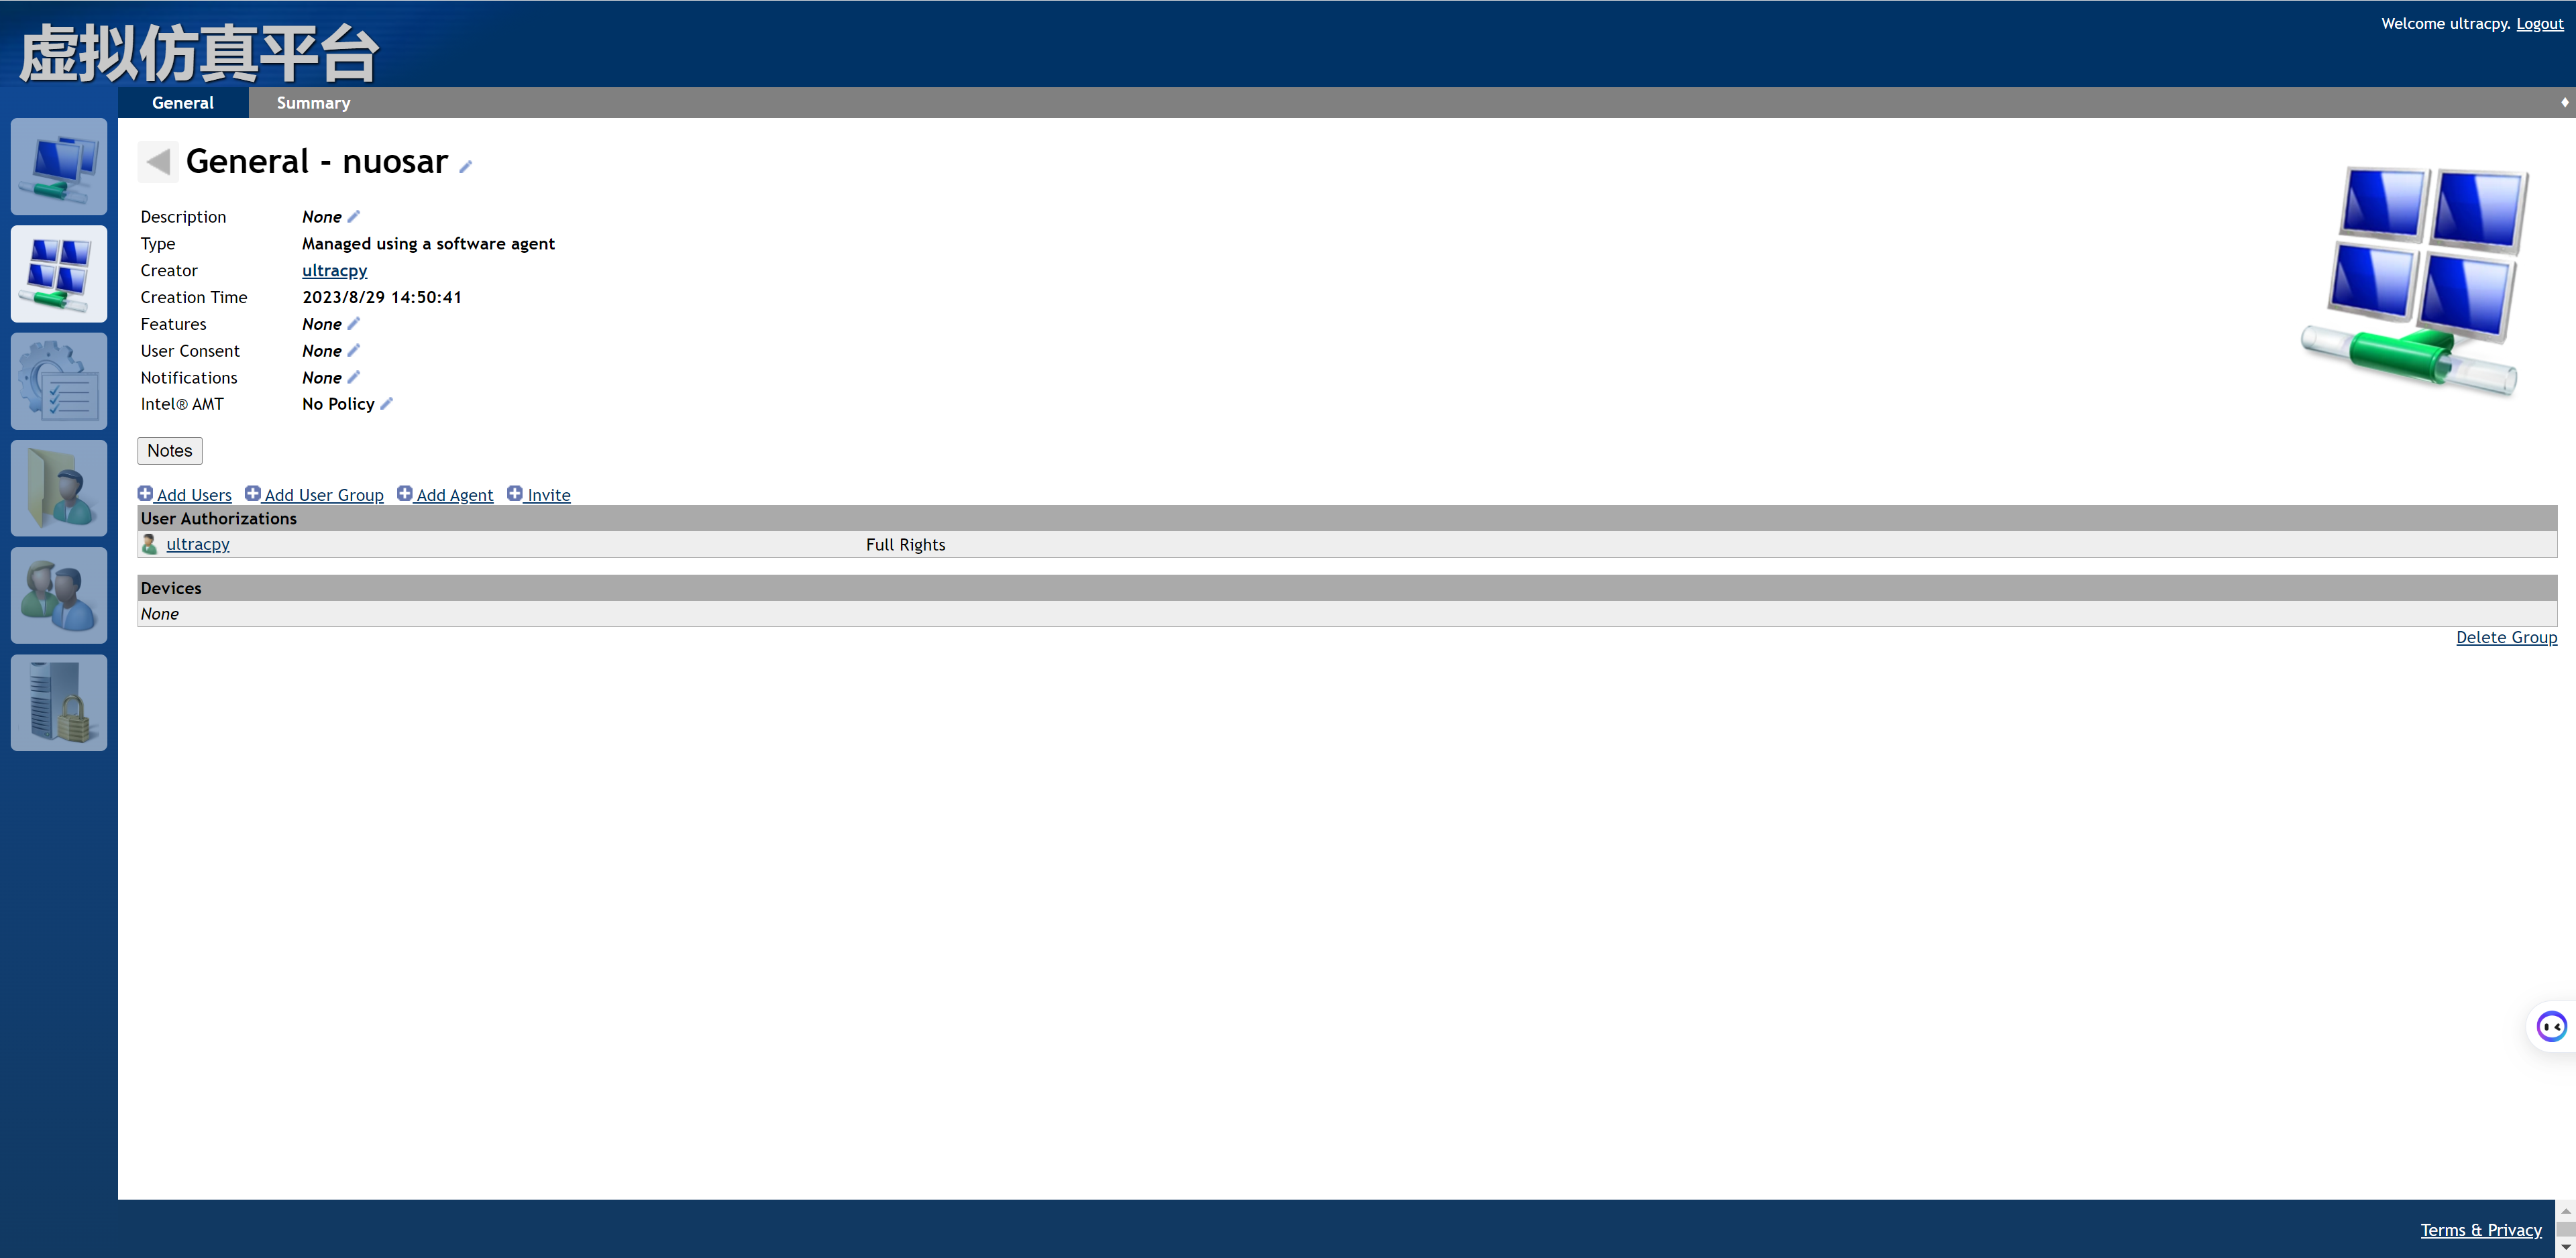 虚拟仿真平台
Welcome ultracpy. Logout
General Summary
General - nuosar
Description None
Type Managed using a software agent
Creator ultracpy
Creation Time 2023/8/29 14:50:41
Features None
User Consent None
Notifications None
Intel® AMT No Policy
Notes
Add Users Add User Group Add Agent Invite
User Authorizations
ultracpy Full Rights
Devices
None
Delete Group
Terms & Privacy